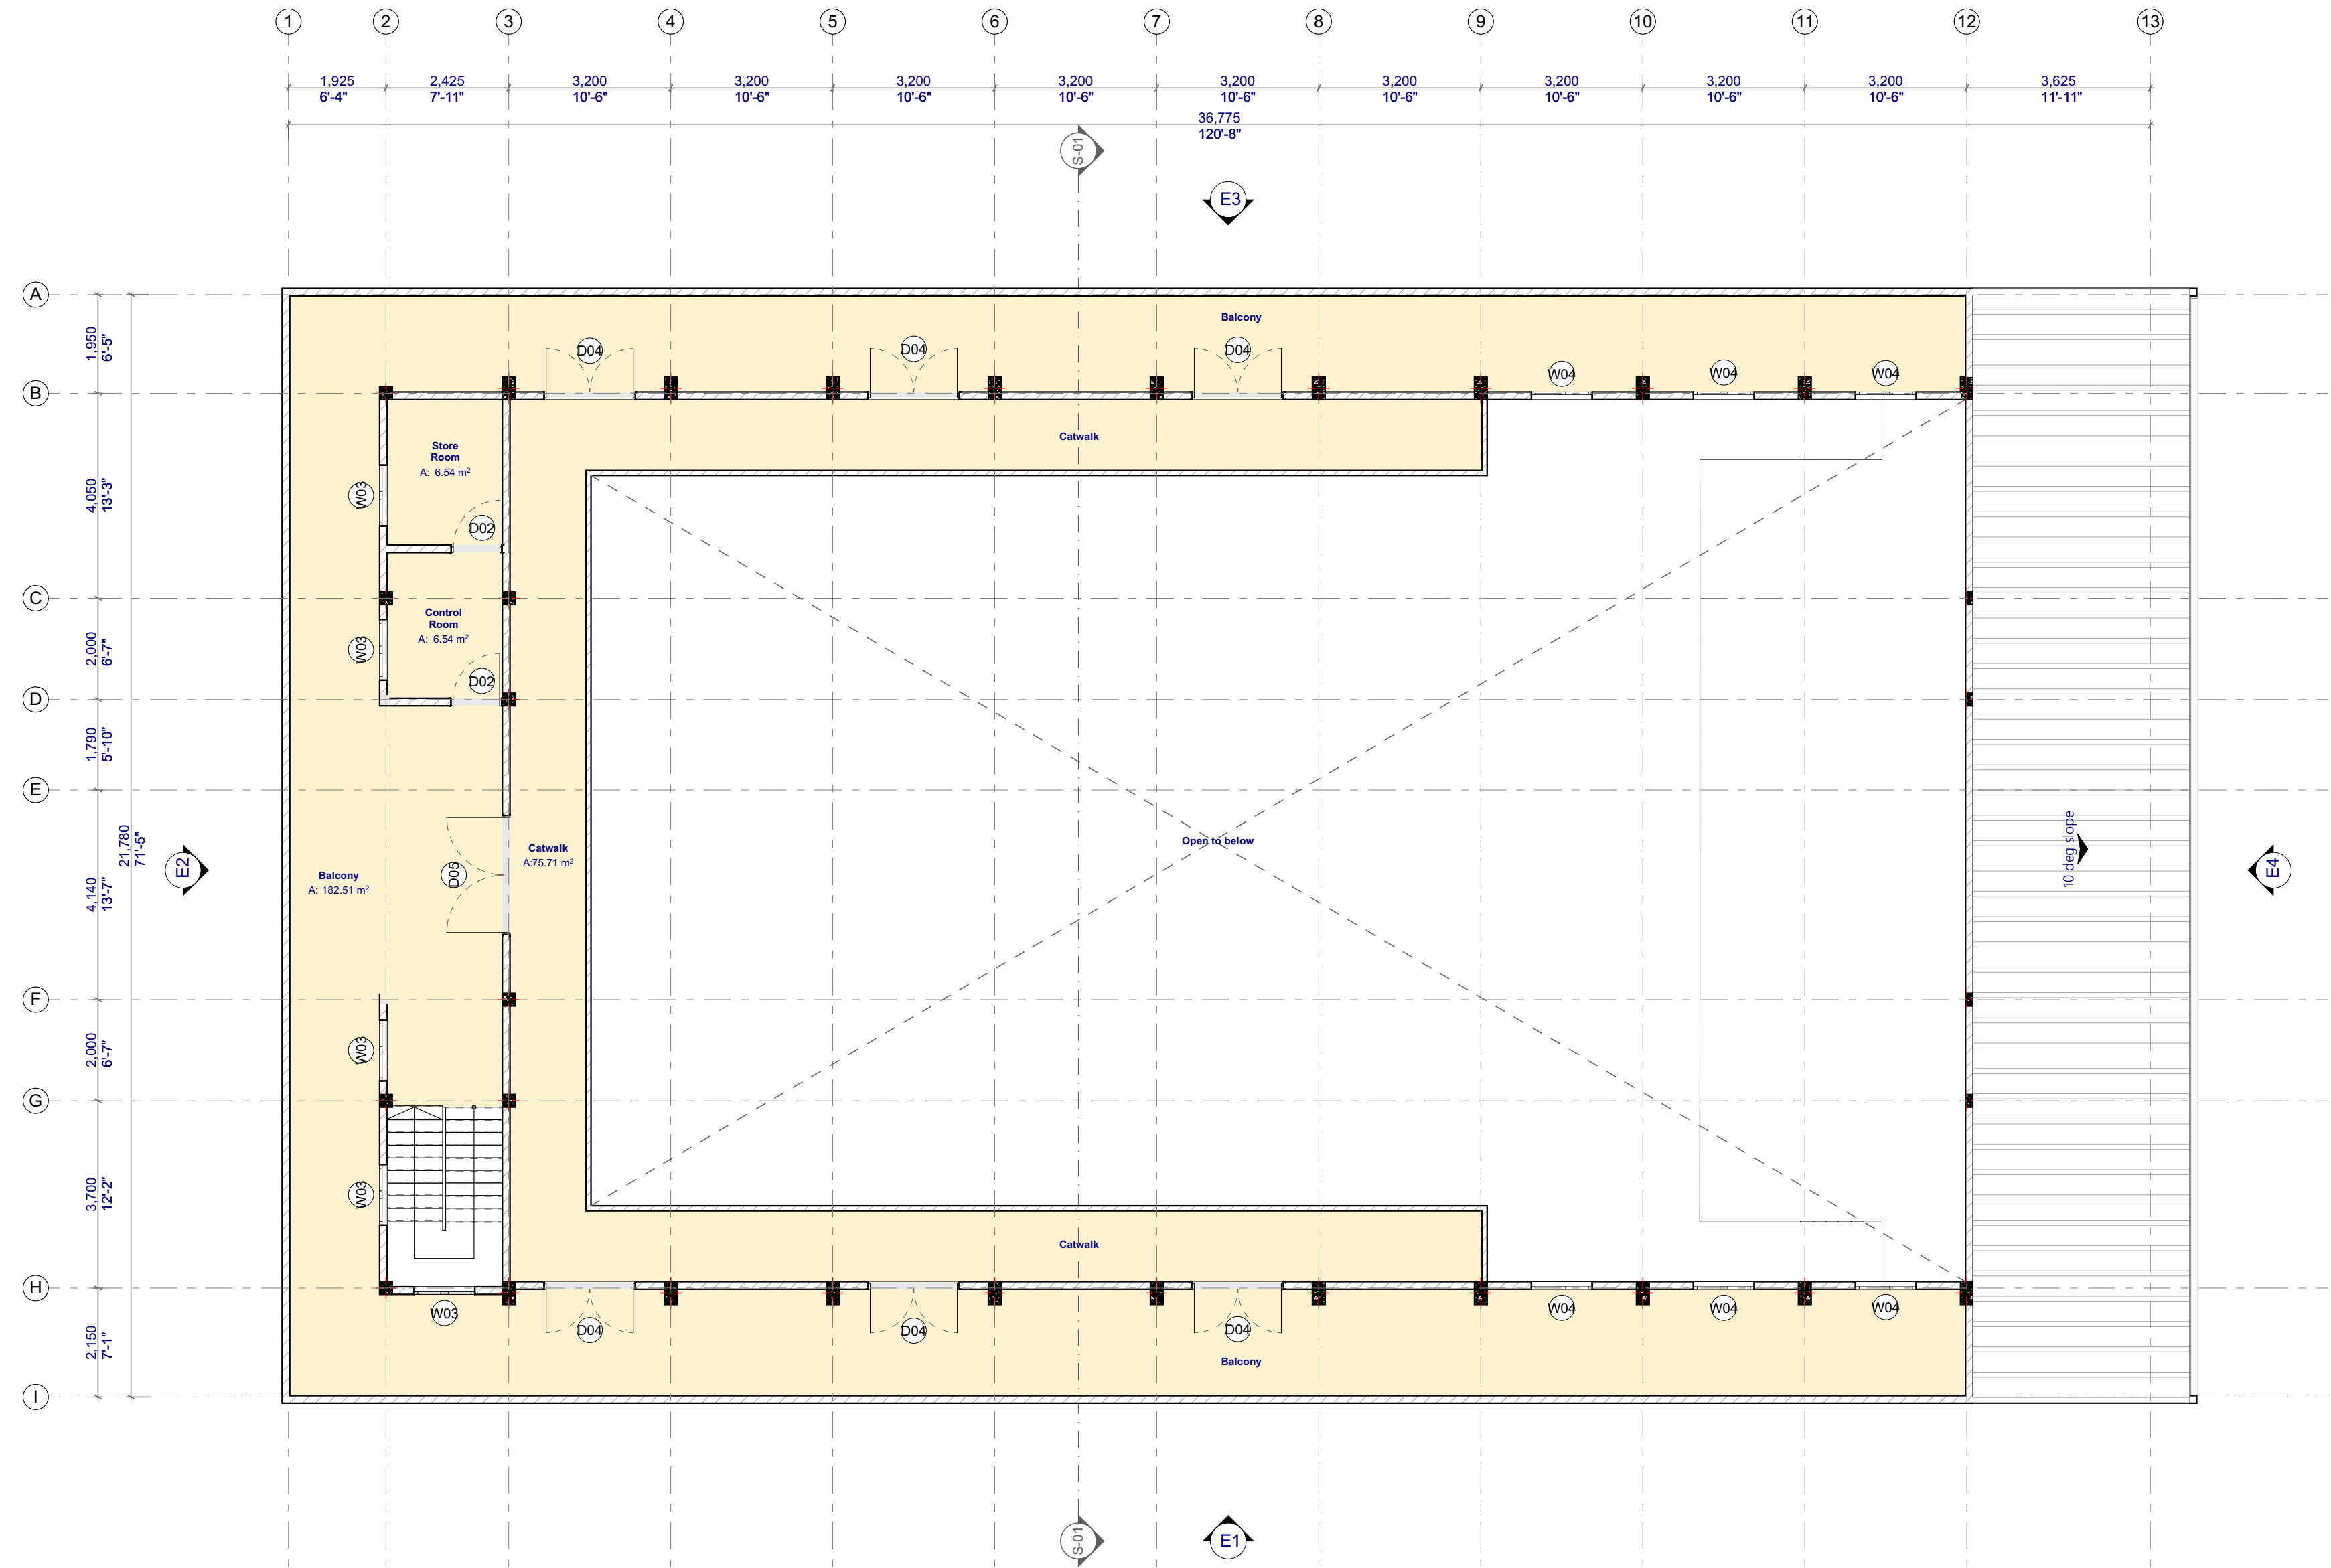 1 2 3 4 5 6 7 8 9 10 11 12 13
1,925 2,425 3,200 3,200 3,200 3,200 3,200 3,200 3,200 3,200 3,200 3,625
6'-4" 7'-11" 10'-6" 10'-6" 10'-6" 10'-6" 10'-6" 10'-6" 10'-6" 10'-6" 10'-6" 11'-11"
36,775
120'-8"
S-01
E3
A
Balcony
1,950
6'-5"
D04 D04 D04
W04 W04 W04
B
Catwalk
Store
Room
A: 6.54 m²
W03
4,050
13'-3"
D02
C
Control
Room
A: 6.54 m²
W03
2,000
6'-7"
D02
D
1,790
5'-10"
E
21,780
71'-5"
E2
Open to below
10 deg slope
Catwalk
A:75.71 m²
D05
Balcony
A: 182.51 m²
4,140
13'-7"
E4
F
W03
2,000
6'-7"
G
W03
3,700
12'-2"
Catwalk
H
W03
D04 D04 D04
W04 W04 W04
2,150
7'-1"
Balcony
I
S-01
E1